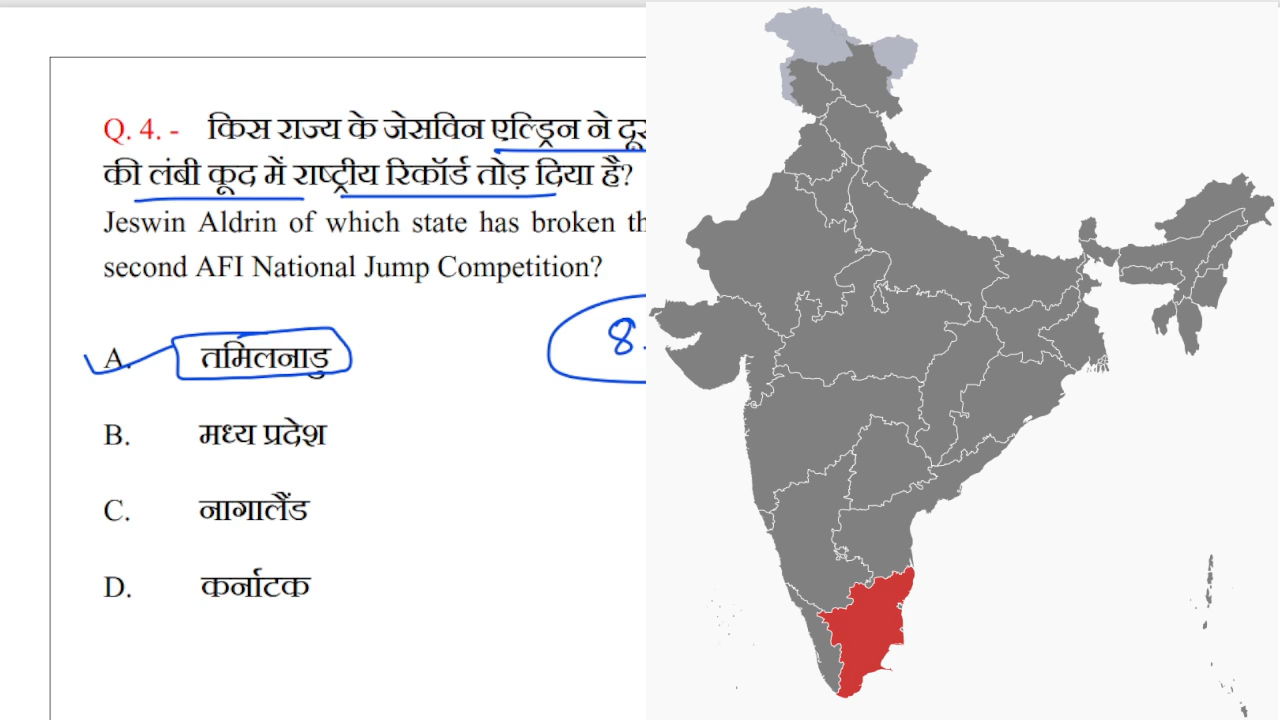 Q. 4. - किस राज्य के जेसविन एल्ड्रिन ने
की लंबी कूद में राष्ट्रीय रिकॉर्ड तोड़ दिया है?
Jeswin Aldrin of which state has broken
second AFI National Jump Competition?
A. तमिलनाडु
8.
B. मध्य प्रदेश
C. नागालैंड
D. कर्नाटक